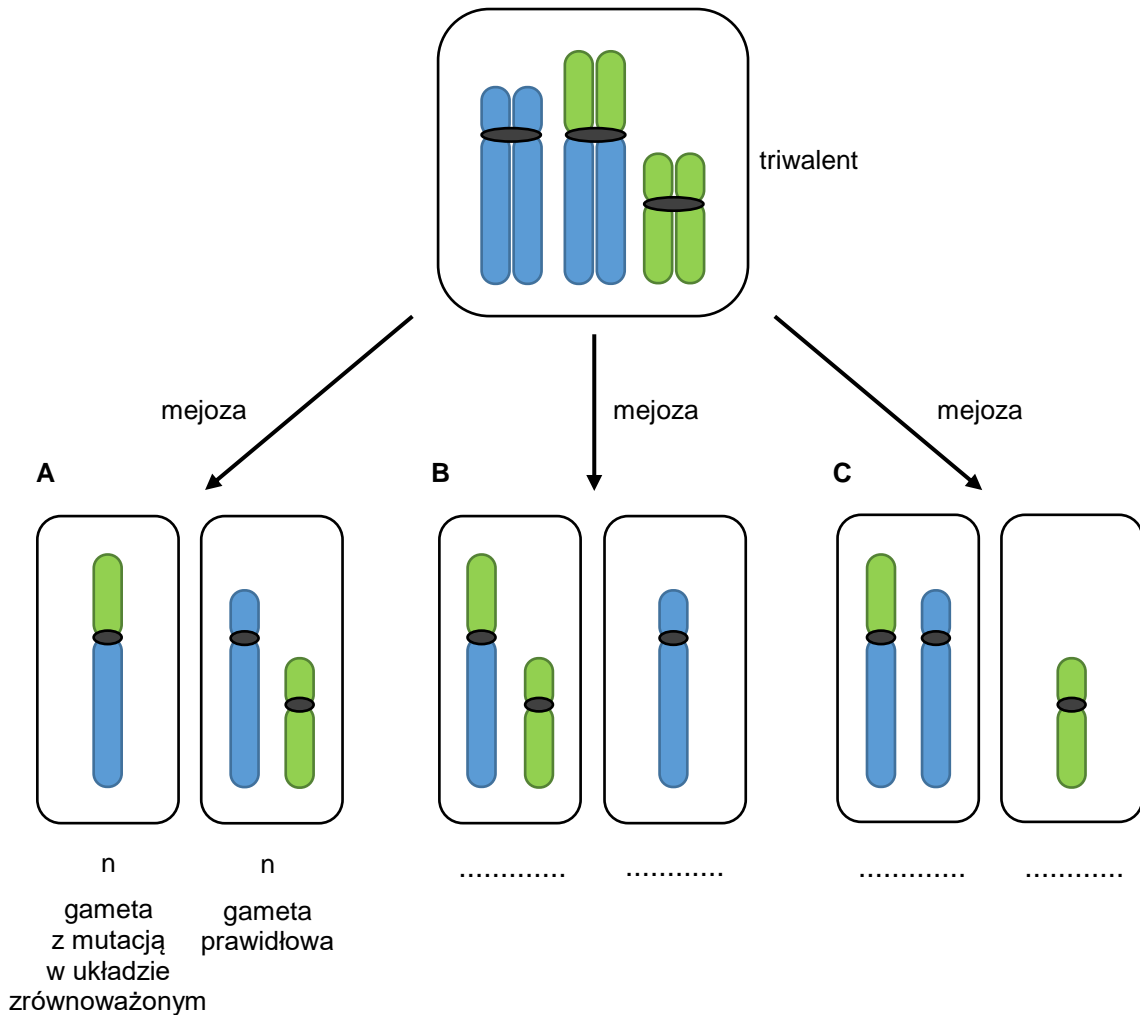 triwalent
mejoza
mejoza
mejoza
A
B
C
n
n
.............
............
.............
............
gameta
z mutacją
w układzie
zrównoważonym
gameta
prawidłowa